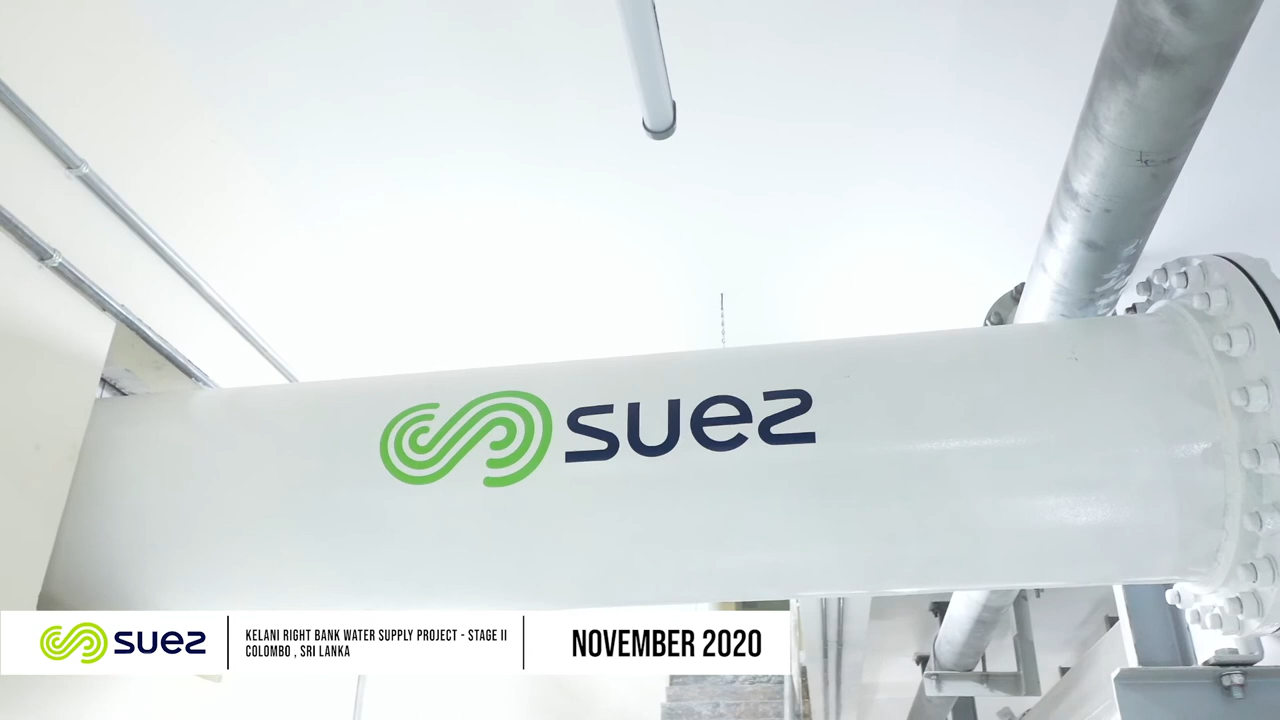 suez
suez
KELANI RIGHT BANK WATER SUPPLY PROJECT - STAGE II
COLOMBO , SRI LANKA
NOVEMBER 2020